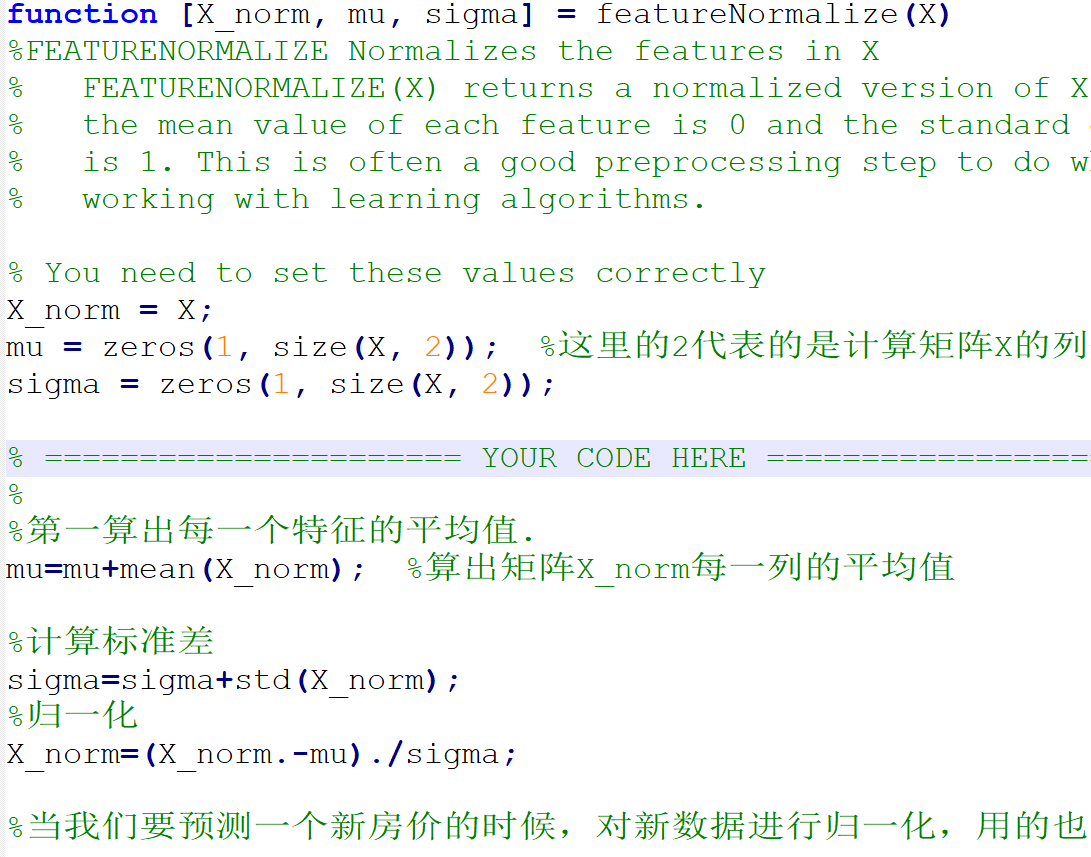 function [X_norm, mu, sigma] = featureNormalize(X)
%FEATURENORMALIZE Normalizes the features in X
%   FEATURENORMALIZE(X) returns a normalized version of X
%   the mean value of each feature is 0 and the standard
%   is 1. This is often a good preprocessing step to do
%   working with learning algorithms.
% You need to set these values correctly
X_norm = X;
mu = zeros(1, size(X, 2));  %这里的2代表的是计算矩阵X的列
sigma = zeros(1, size(X, 2));
% ====================== YOUR CODE HERE =================
%
%第一算出每一个特征的平均值.
mu=mu+mean(X_norm);  %算出矩阵X_norm每一列的平均值
%计算标准差
sigma=sigma+std(X_norm);
%归一化
X_norm=(X_norm.-mu)./sigma;
%当我们要预测一个新房价的时候，对新数据进行归一化，用的也